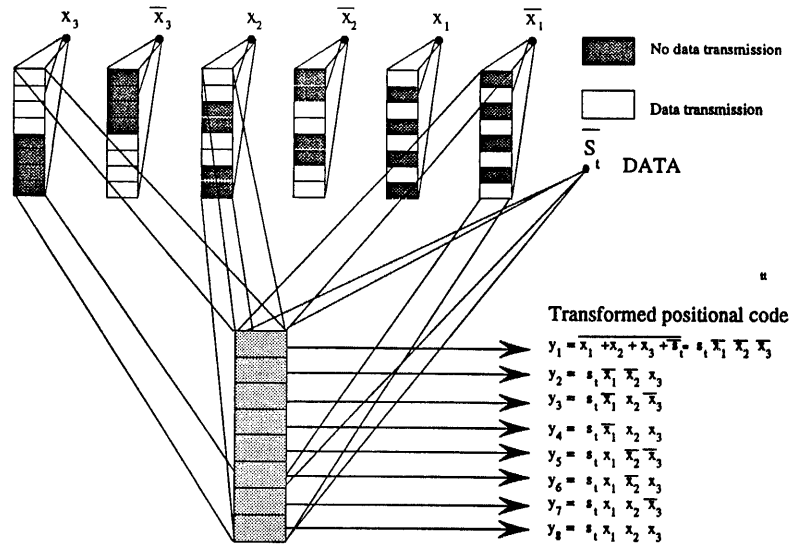 x₃ x̅₃ x₂ x̅₂ x₁ x̅₁
No data transmission
Data transmission
S̅ₜ DATA
tt
Transformed positional code
y₁ = x₁ + x₂ + x₃ + s̅ₜ = sₜ x̅₁ x̅₂ x̅₃
y₂ = sₜ x̅₁ x̅₂ x₃
y₃ = sₜ x̅₁ x₂ x̅₃
y₄ = sₜ x̅₁ x₂ x₃
y₅ = sₜ x₁ x̅₂ x̅₃
y₆ = sₜ x₁ x̅₂ x₃
y₇ = sₜ x₁ x₂ x̅₃
y₈ = sₜ x₁ x₂ x₃